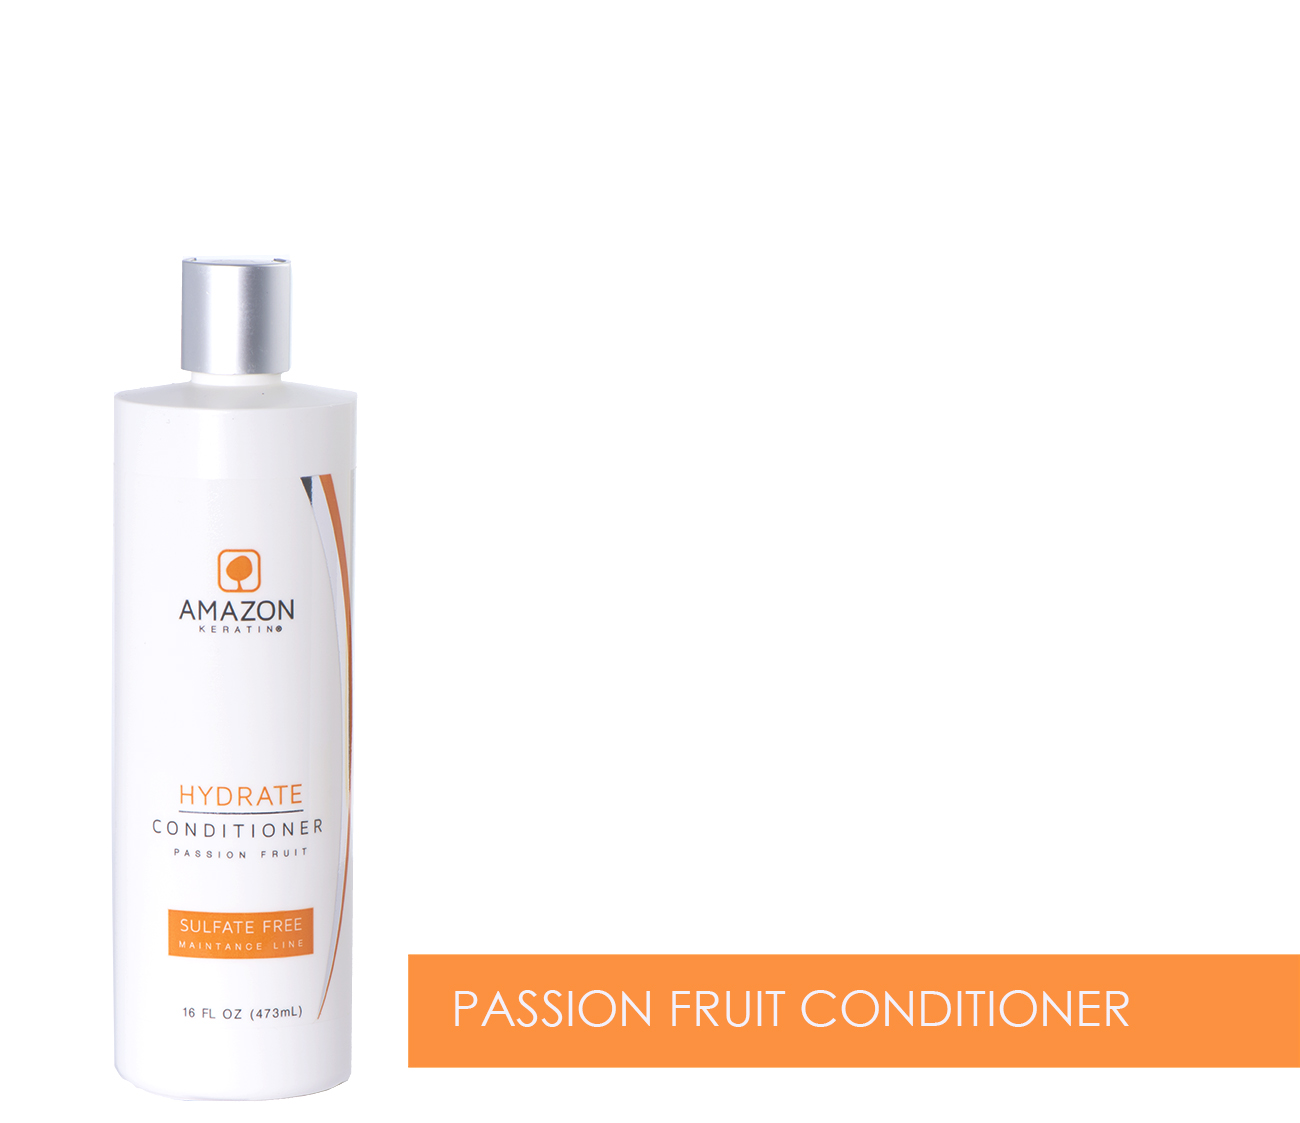 AMAZON
KERATIN®
HYDRATE
CONDITIONER
PASSION FRUIT
SULFATE FREE
MAINTANCE LINE
16 FL OZ (473mL)
PASSION FRUIT CONDITIONER